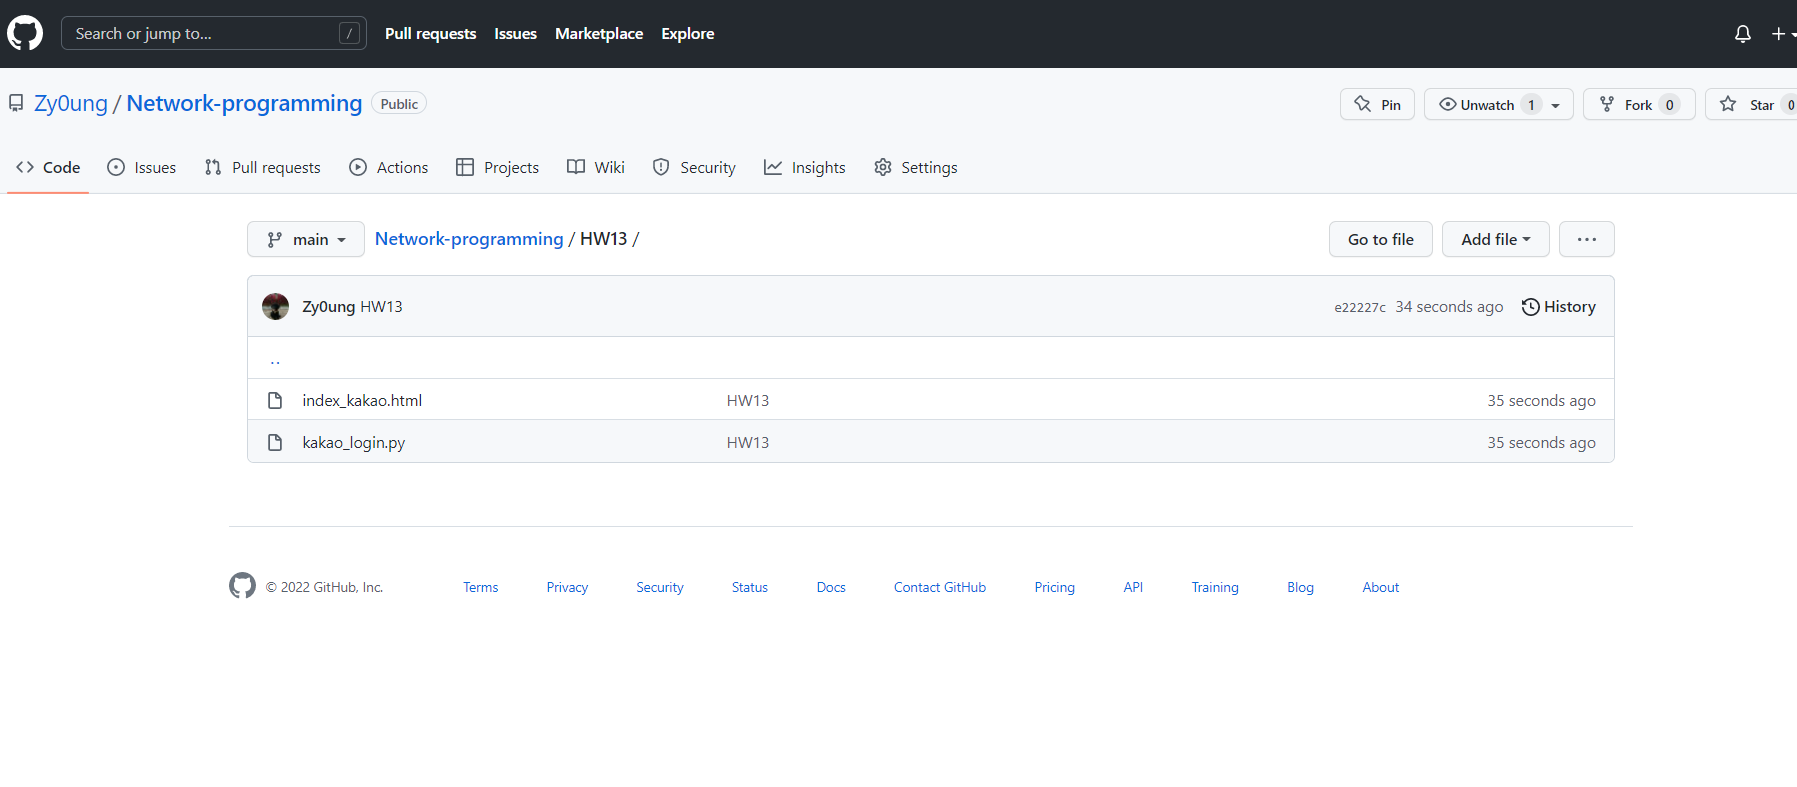 Search or jump to... / Pull requests Issues Marketplace Explore
Zy0ung / Network-programming Public Pin Unwatch 1 Fork 0 Star 0
Code Issues Pull requests Actions Projects Wiki Security Insights Settings
main Network-programming / HW13 / Go to file Add file ...
Zy0ung HW13 e22227c 34 seconds ago History
..
index_kakao.html HW13 35 seconds ago
kakao_login.py HW13 35 seconds ago
© 2022 GitHub, Inc. Terms Privacy Security Status Docs Contact GitHub Pricing API Training Blog About